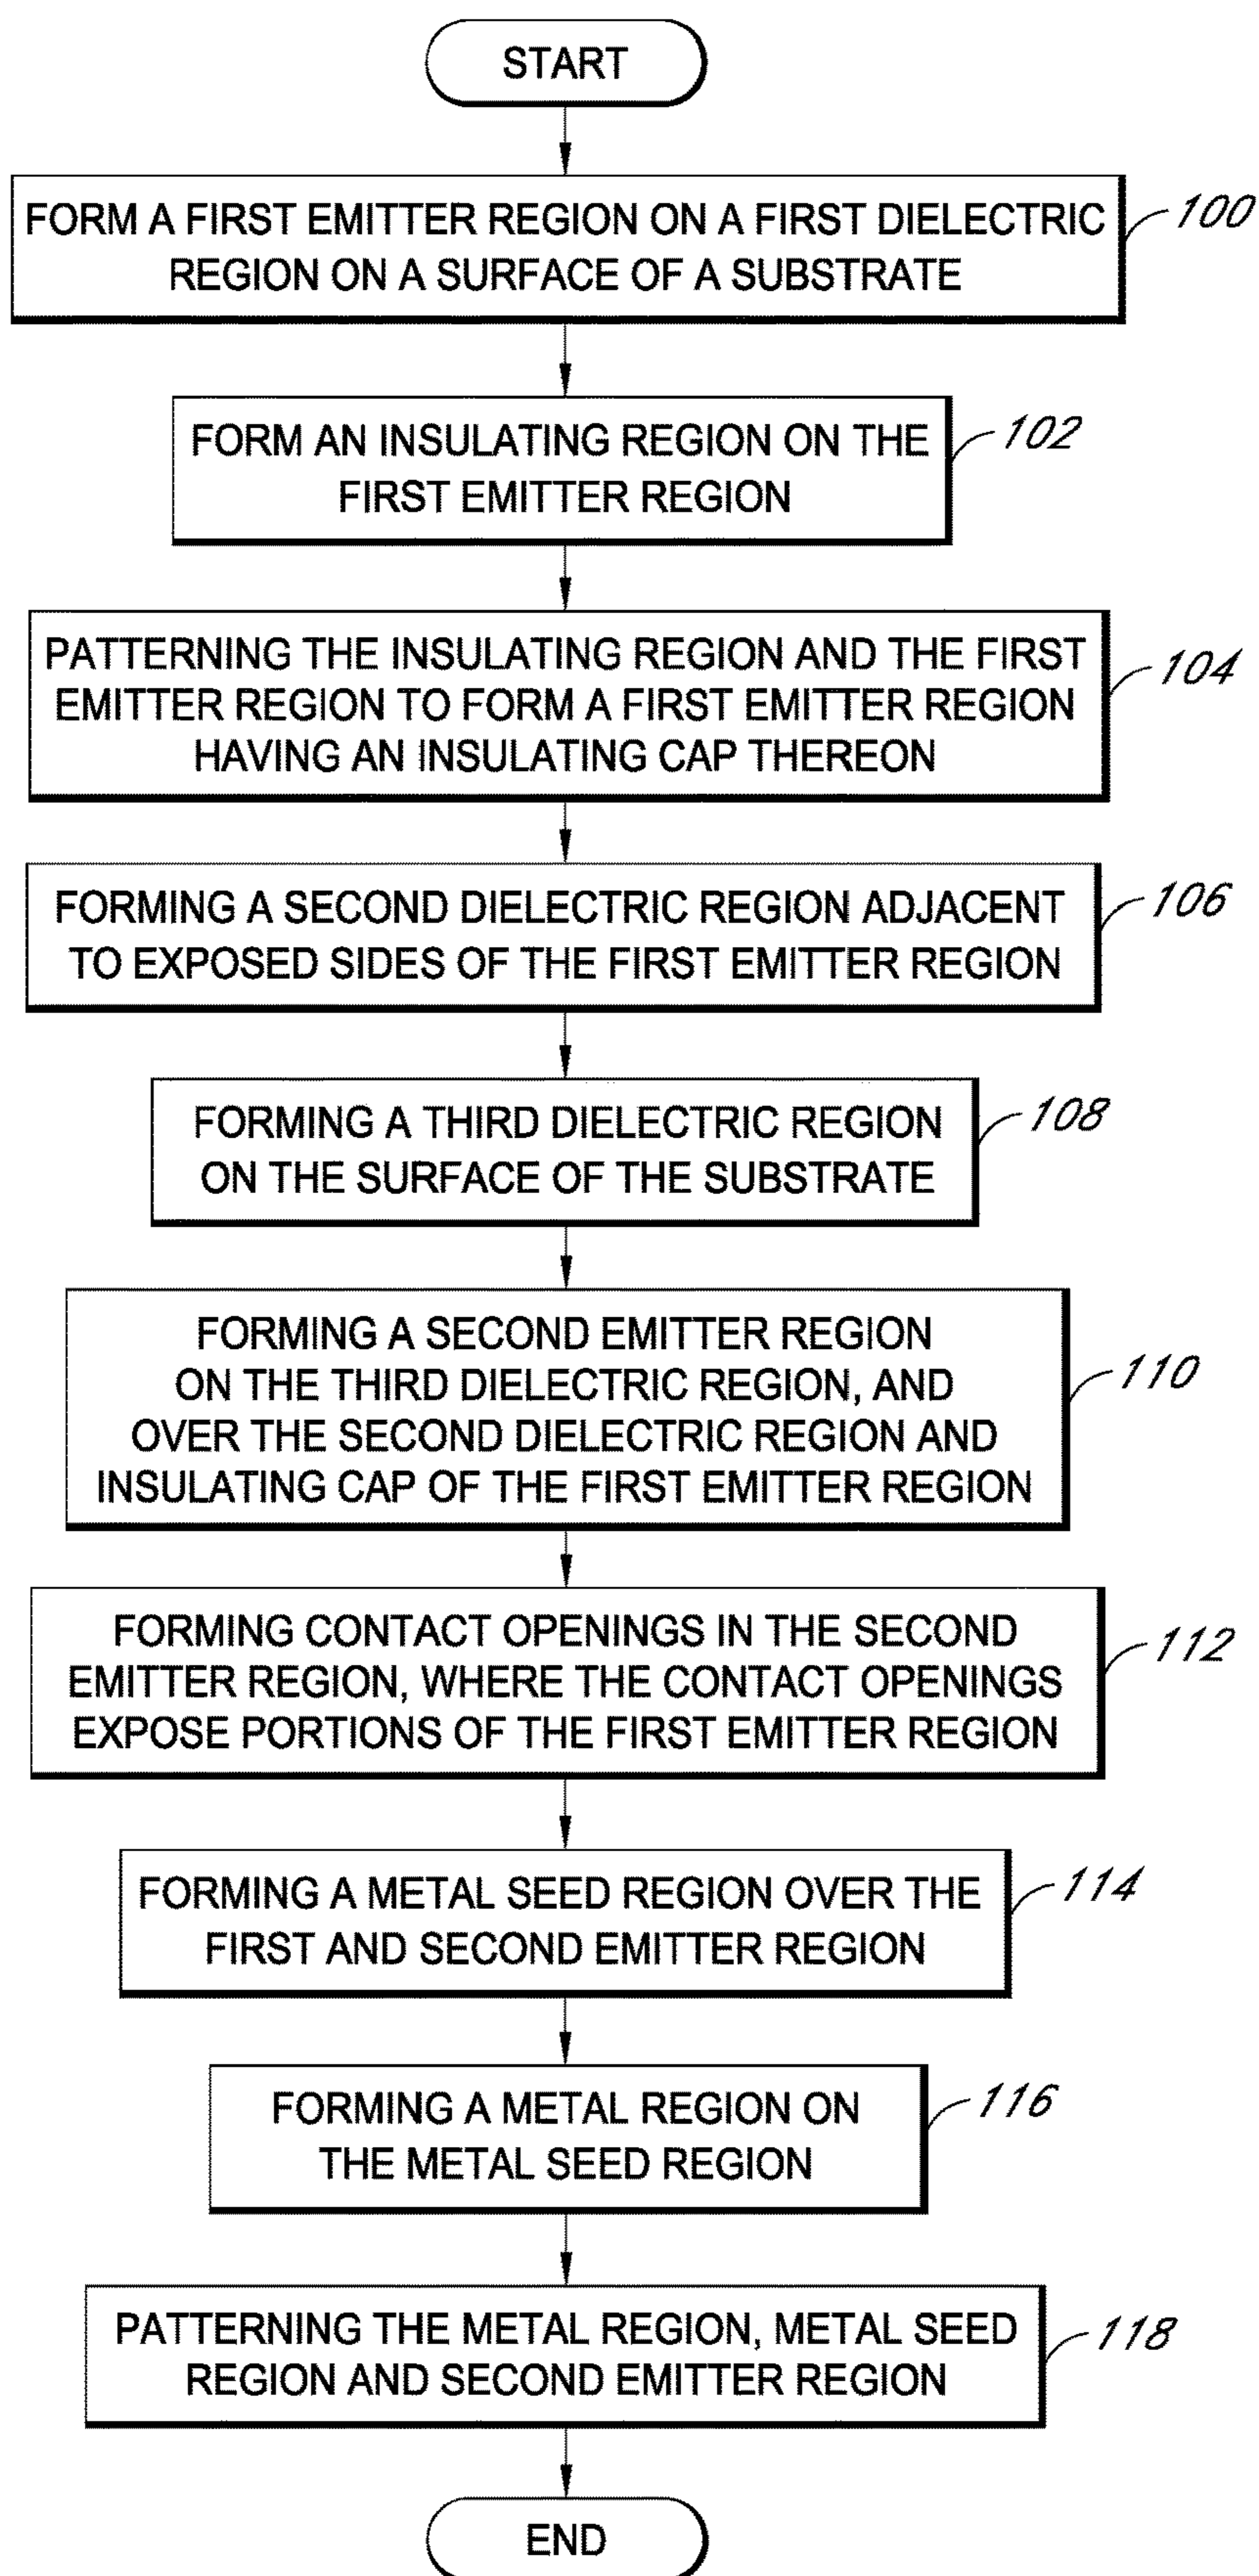 START
FORM A FIRST EMITTER REGION ON A FIRST DIELECTRIC
REGION ON A SURFACE OF A SUBSTRATE
100
FORM AN INSULATING REGION ON THE
FIRST EMITTER REGION
102
PATTERNING THE INSULATING REGION AND THE FIRST
EMITTER REGION TO FORM A FIRST EMITTER REGION
HAVING AN INSULATING CAP THEREON
104
FORMING A SECOND DIELECTRIC REGION ADJACENT
TO EXPOSED SIDES OF THE FIRST EMITTER REGION
106
FORMING A THIRD DIELECTRIC REGION
ON THE SURFACE OF THE SUBSTRATE
108
FORMING A SECOND EMITTER REGION
ON THE THIRD DIELECTRIC REGION, AND
OVER THE SECOND DIELECTRIC REGION AND
INSULATING CAP OF THE FIRST EMITTER REGION
110
FORMING CONTACT OPENINGS IN THE SECOND
EMITTER REGION, WHERE THE CONTACT OPENINGS
EXPOSE PORTIONS OF THE FIRST EMITTER REGION
112
FORMING A METAL SEED REGION OVER THE
FIRST AND SECOND EMITTER REGION
114
FORMING A METAL REGION ON
THE METAL SEED REGION
116
PATTERNING THE METAL REGION, METAL SEED
REGION AND SECOND EMITTER REGION
118
END